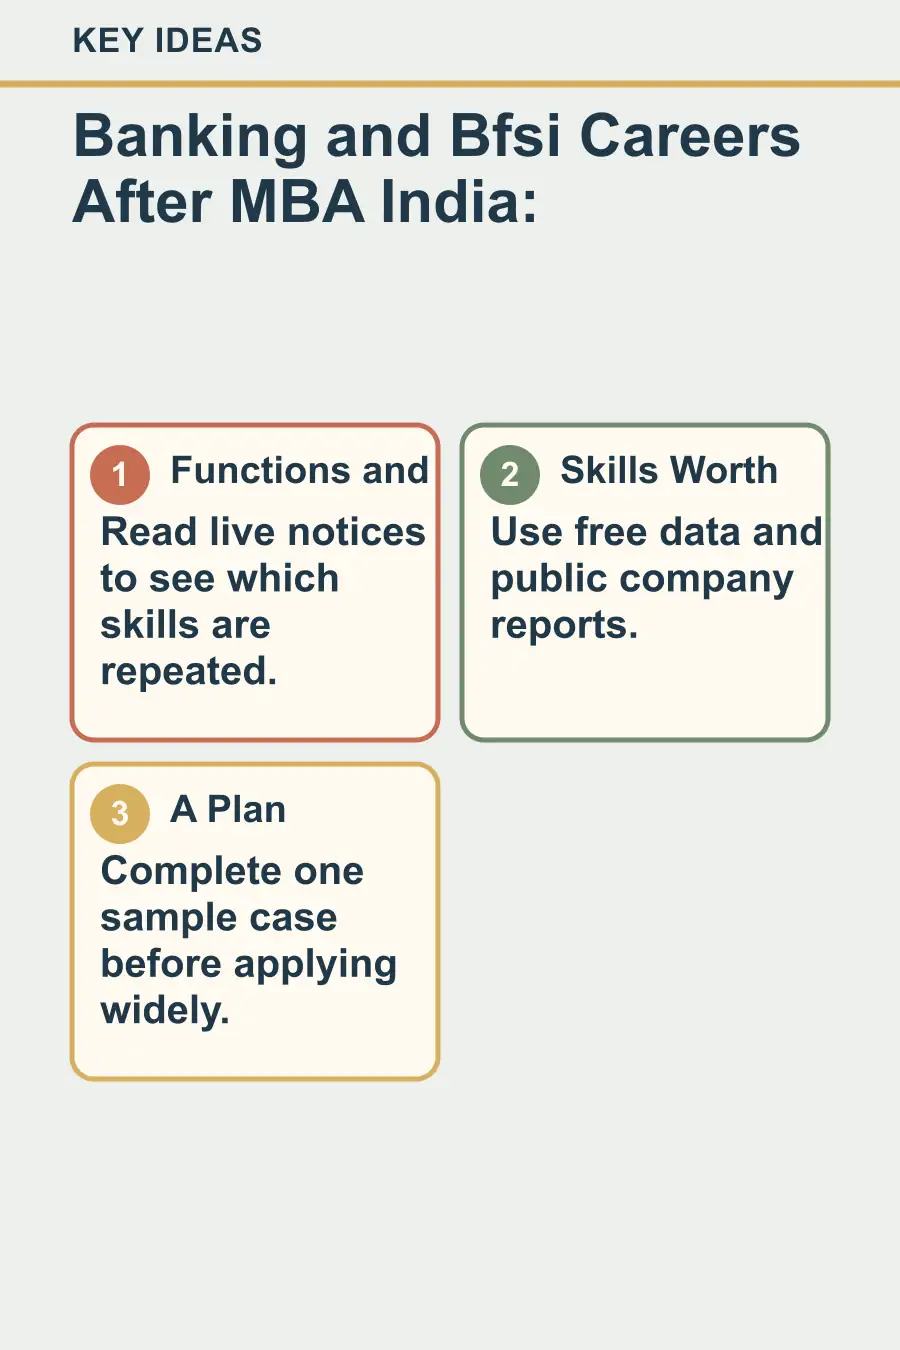 KEY IDEAS
Banking and Bfsi Careers
After MBA India:
1 Functions and
Read live notices
to see which
skills are
repeated.
2 Skills Worth
Use free data and
public company
reports.
3 A Plan
Complete one
sample case
before applying
widely.